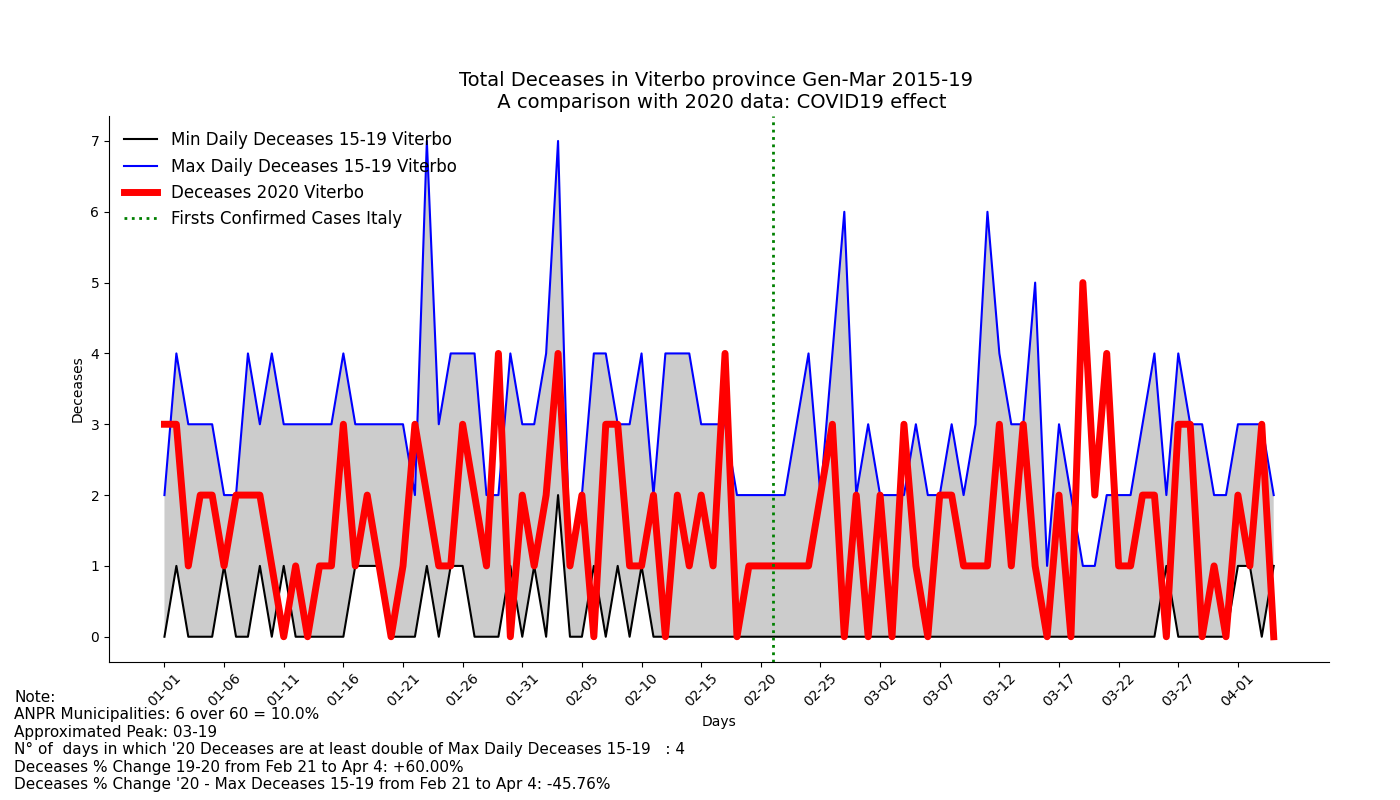 Total Deceases in Viterbo province Gen-Mar 2015-19
A comparison with 2020 data: COVID19 effect
Min Daily Deceases 15-19 Viterbo
Max Daily Deceases 15-19 Viterbo
Deceases 2020 Viterbo
Firsts Confirmed Cases Italy
Deceases
7
6
5
4
3
2
1
0
01-01 01-06 01-11 01-16 01-21 01-26 01-31 02-05 02-10 02-15 02-20 02-25 03-02 03-07 03-12 03-17 03-22 03-27 04-01
Days
Note:
ANPR Municipalities: 6 over 60 = 10.0%
Approximated Peak: 03-19
N° of  days in which '20 Deceases are at least double of Max Daily Deceases 15-19   : 4
Deceases % Change 19-20 from Feb 21 to Apr 4: +60.00%
Deceases % Change '20 - Max Deceases 15-19 from Feb 21 to Apr 4: -45.76%